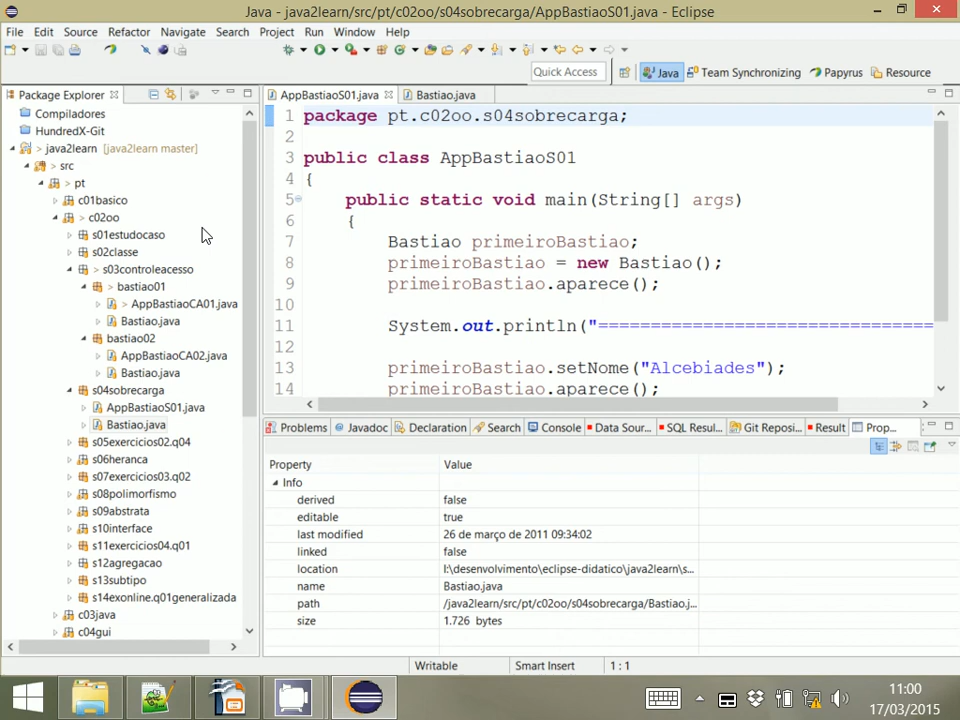 Java - java2learn/src/pt/c02oo/s04sobrecarga/AppBastiaoS01.java - Eclipse
File Edit Source Refactor Navigate Search Project Run Window Help
Quick Access
Java
Team Synchronizing
Papyrus
Resource
Package Explorer
Compiladores
HundredX-Git
> java2learn [java2learn master]
> src
> pt
c01basico
> c02oo
s01estudocaso
s02classe
> s03controleacesso
> bastiao01
> AppBastiaoCA01.java
Bastiao.java
bastiao02
AppBastiaoCA02.java
Bastiao.java
s04sobrecarga
AppBastiaoS01.java
Bastiao.java
s05exercicios02.q04
s06heranca
s07exercicios03.q02
s08polimorfismo
s09abstrata
s10interface
s11exercicios04.q01
s12agregacao
s13subtipo
s14exonline.q01generalizada
c03java
c04gui
AppBastiaoS01.java
Bastiao.java
1 package pt.c02oo.s04sobrecarga;
2
3 public class AppBastiaoS01
4 {
5 public static void main(String[] args)
6 {
7 Bastiao primeiroBastiao;
8 primeiroBastiao = new Bastiao();
9 primeiroBastiao.aparece();
10
11 System.out.println("================================
12
13 primeiroBastiao.setNome("Alcebiades");
14 primeiroBastiao.aparece();
Problems @ Javadoc Declaration Search Console Data Sour... SQL Resul... Git Reposi... Result Prop...
Property Value
Info
derived false
editable true
last modified 26 de março de 2011 09:34:02
linked false
location I:\desenvolvimento\eclipse-didatico\java2learn\s...
name Bastiao.java
path /java2learn/src/pt/c02oo/s04sobrecarga/Bastiao.j...
size 1.726 bytes
Writable Smart Insert 1 : 1
11:00
17/03/2015